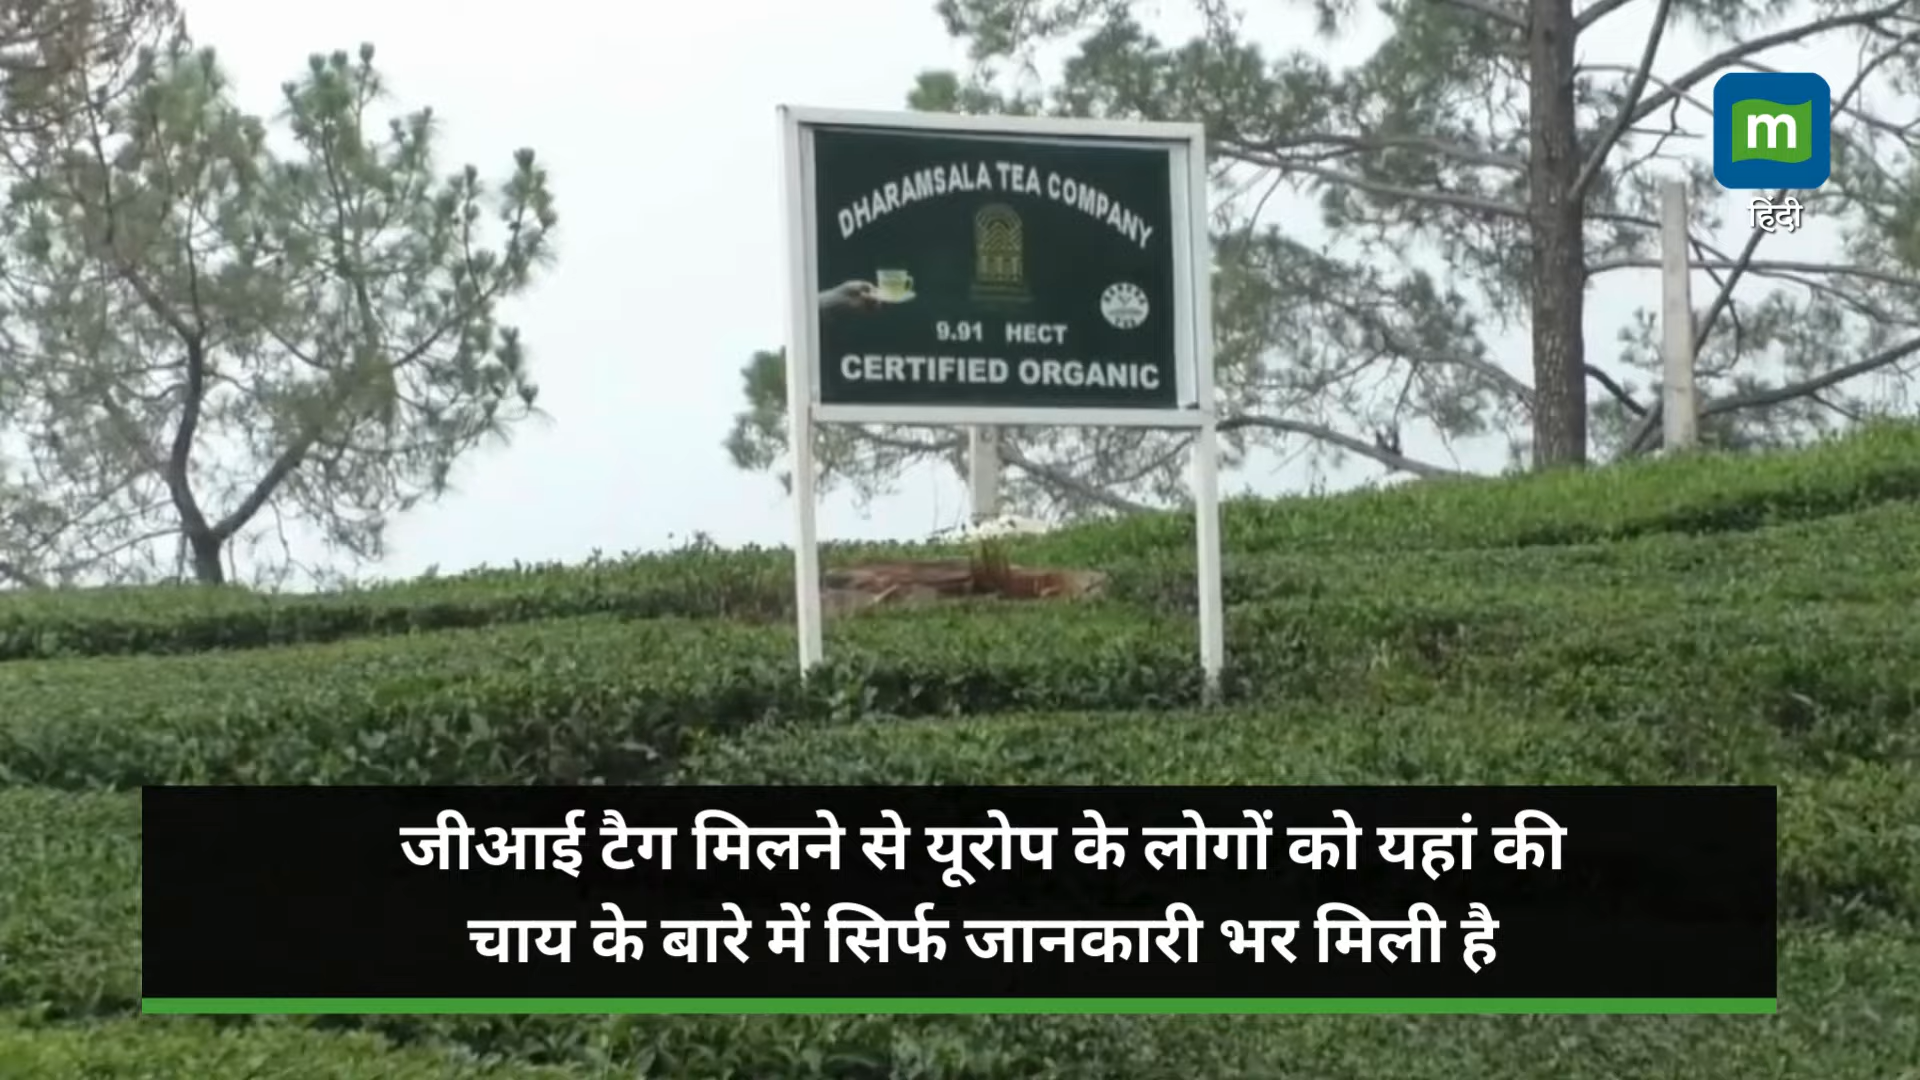 DHARAMSALA TEA COMPANY
9.91 HECT
CERTIFIED ORGANIC
m
हिंदी
जीआई टैग मिलने से यूरोप के लोगों को यहां की
चाय के बारे में सिर्फ जानकारी भर मिली है